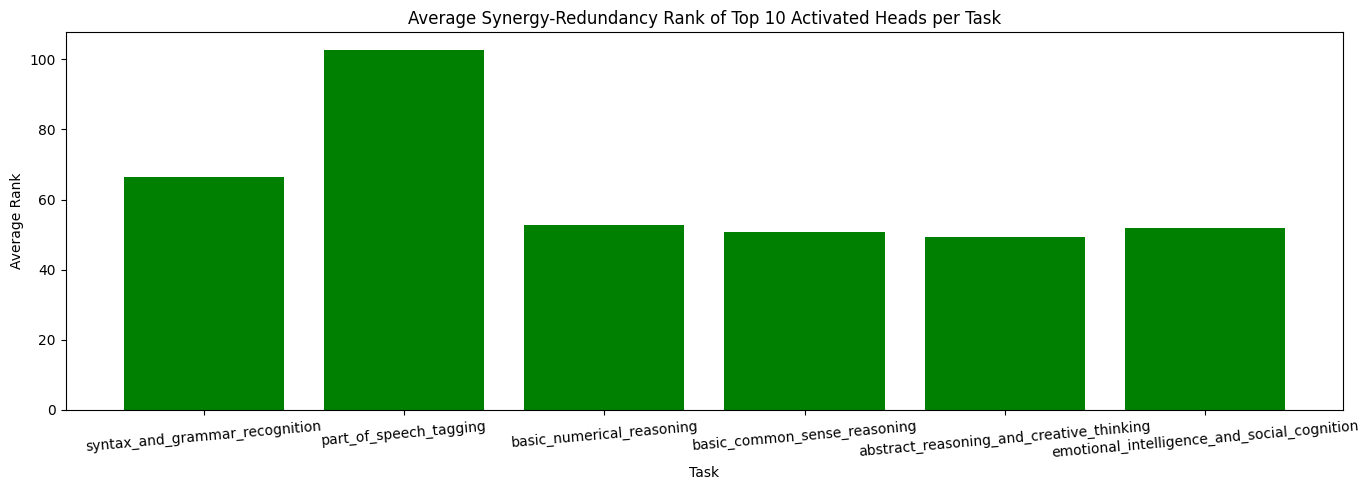 Average Synergy-Redundancy Rank of Top 10 Activated Heads per Task
Average Rank
100
80
60
40
20
0
syntax_and_grammar_recognition
part_of_speech_tagging
basic_numerical_reasoning
basic_common_sense_reasoning
abstract_reasoning_and_creative_thinking
emotional_intelligence_and_social_cognition
Task